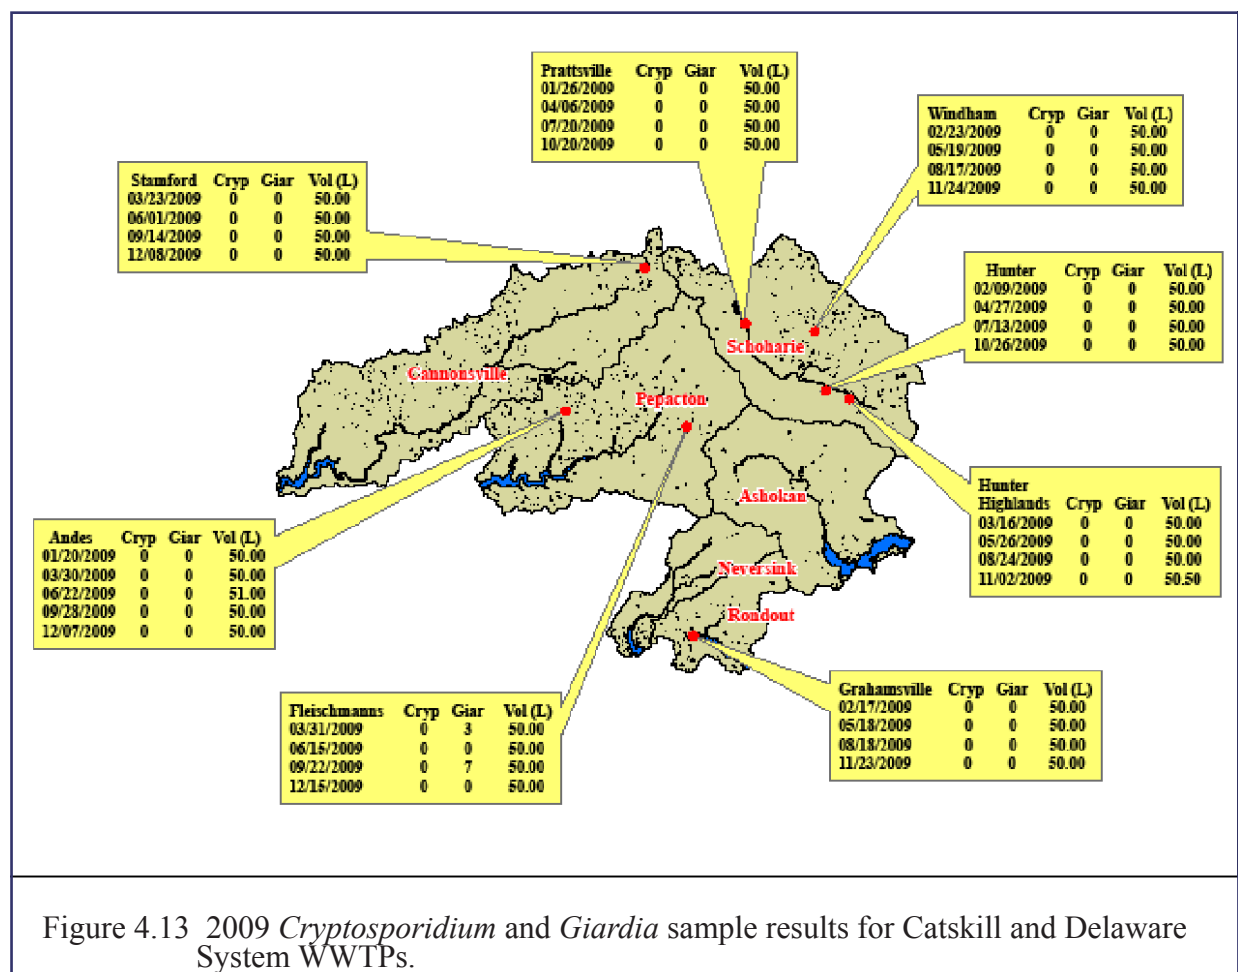 Prattsville Cryp Giar Vol (L)
01/26/2009 0 0 50.00
04/06/2009 0 0 50.00
07/20/2009 0 0 50.00
10/20/2009 0 0 50.00
Windham Cryp Giar Vol (L)
02/23/2009 0 0 50.00
05/19/2009 0 0 50.00
08/17/2009 0 0 50.00
11/24/2009 0 0 50.00
Stamford Cryp Giar Vol (L)
03/23/2009 0 0 50.00
06/01/2009 0 0 50.00
09/14/2009 0 0 50.00
12/08/2009 0 0 50.00
Hunter Cryp Giar Vol (L)
02/09/2009 0 0 50.00
04/27/2009 0 0 50.00
07/13/2009 0 0 50.00
10/26/2009 0 0 50.00
Schoharie
Cannonsville
Pepacton
Ashokan
Neversink
Rondout
Hunter
Highlands Cryp Giar Vol (L)
03/16/2009 0 0 50.00
05/26/2009 0 0 50.00
08/24/2009 0 0 50.00
11/02/2009 0 0 50.50
Andes Cryp Giar Vol (L)
01/20/2009 0 0 50.00
03/30/2009 0 0 50.00
06/22/2009 0 0 51.00
09/28/2009 0 0 50.00
12/07/2009 0 0 50.00
Fleischmanns Cryp Giar Vol (L)
03/31/2009 0 3 50.00
06/15/2009 0 0 50.00
09/22/2009 0 7 50.00
12/15/2009 0 0 50.00
Grahamsville Cryp Giar Vol (L)
02/17/2009 0 0 50.00
05/18/2009 0 0 50.00
08/18/2009 0 0 50.00
11/23/2009 0 0 50.00
Figure 4.13 2009 Cryptosporidium and Giardia sample results for Catskill and Delaware
System WWTPs.